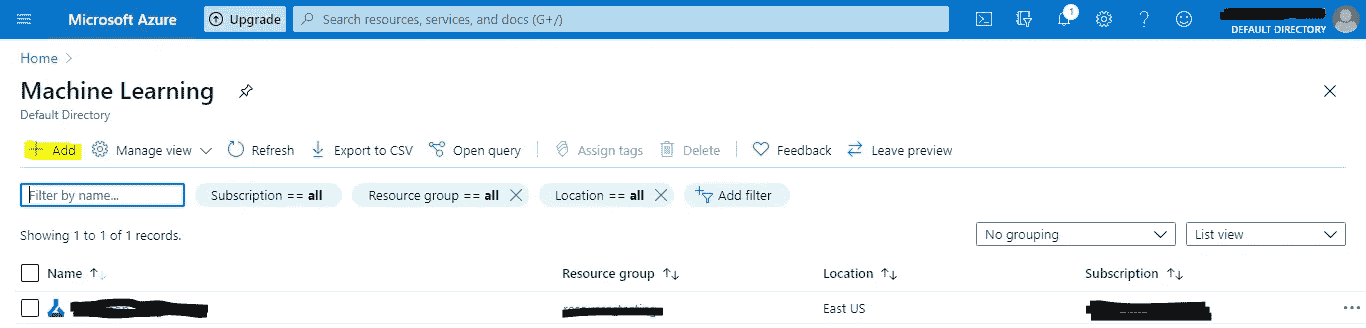 Microsoft Azure Upgrade Search resources, services, and docs (G+/) 1
DEFAULT DIRECTORY
Home >
Machine Learning
Default Directory
+ Add Manage view Refresh Export to CSV Open query Assign tags Delete Feedback Leave preview
Filter by name... Subscription == all Resource group == all Location == all Add filter
Showing 1 to 1 of 1 records.
No grouping List view
Name ↑↓ Resource group ↑↓ Location ↑↓ Subscription ↑↓
East US ...